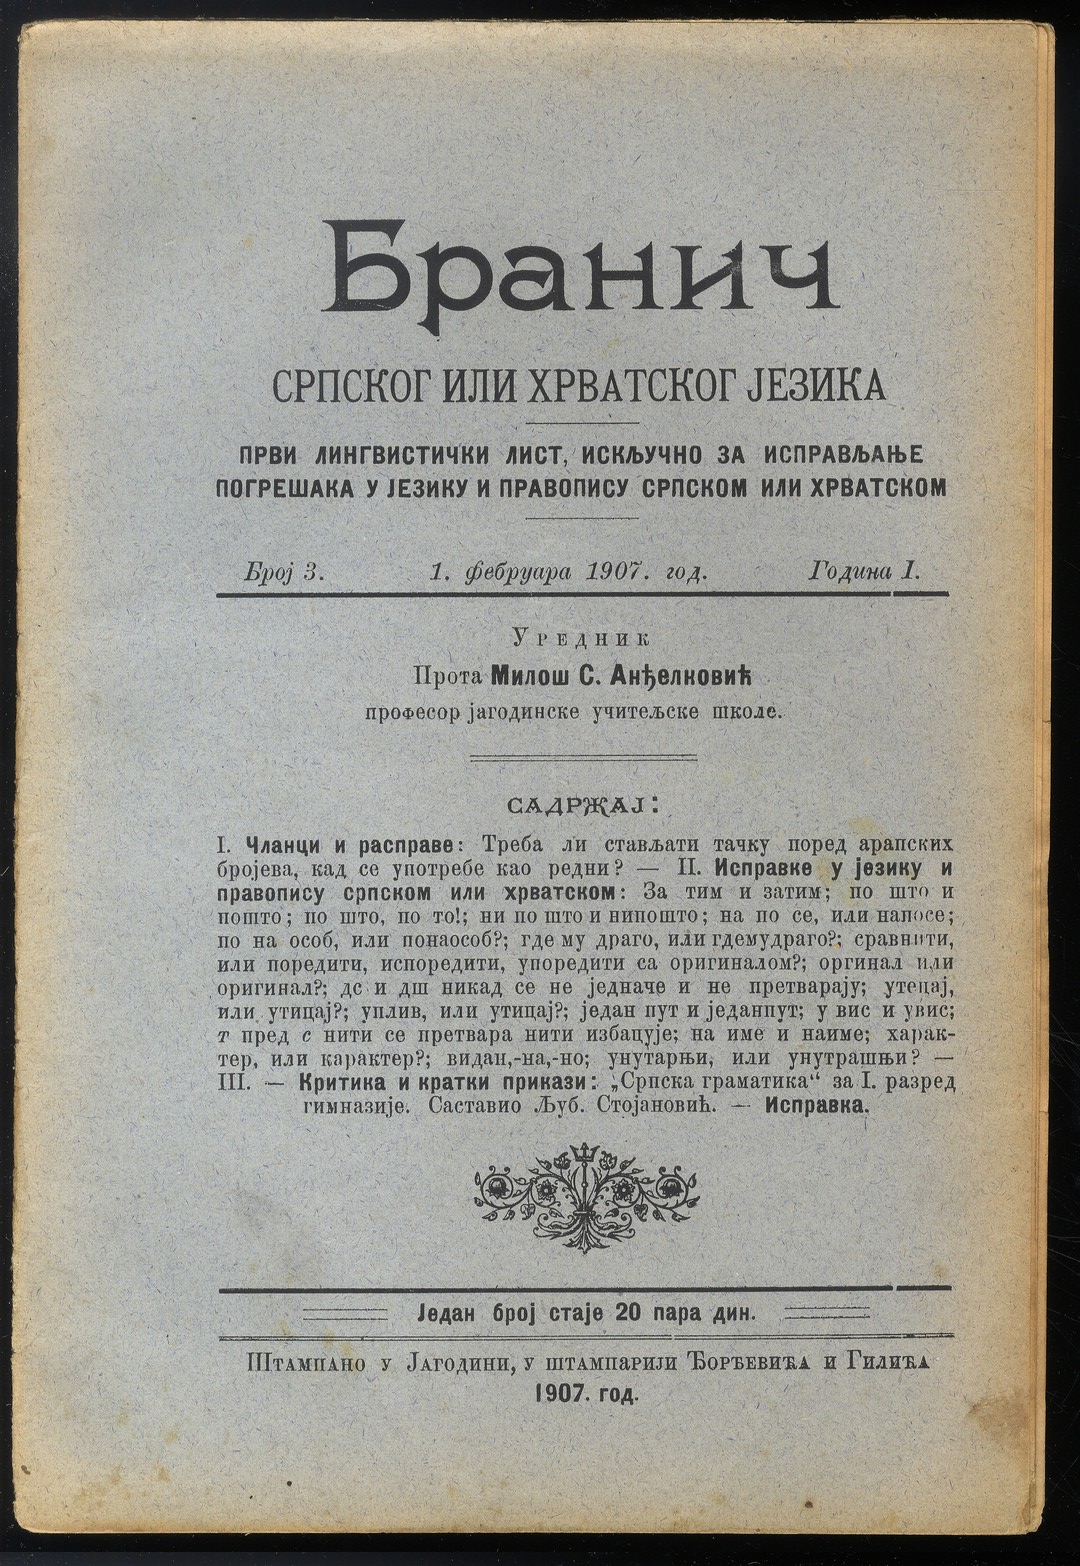 Бранич
СРПСКОГ ИЛИ ХРВАТСКОГ ЈЕЗИКА
ПРВИ ЛИНГВИСТИЧКИ ЛИСТ, ИСКЉУЧНО ЗА ИСПРАВЉАЊЕ
ПОГРЕШАКА У ЈЕЗИКУ И ПРАВОПИСУ СРПСКОМ ИЛИ ХРВАТСКОМ
Број 3. 1. фебруара 1907. год. Година I.
Уредник
Прота Милош С. Анђелковић
професор јагодинске учитељске школе.
САДРЖАЈ:
I. Чланци и расправе: Треба ли стављати тачку поред арапских
бројева, кад се употребе као редни? — II. Исправке у језику и
правопису српском или хрватском: За тим и затим; по што и
пошто; по што, по то!; ни по што и нипошто; на по се, или напосе;
по на особ, или понаособ?; где му драго, или гдемудраго?; сравнити,
или поредити, испоредити, упоредити са оригиналом?; оргинал или
оригинал?; дс и дш никад се не једначе и не претварају; утецај,
или утицај?; уплив, или утицај?; један пут и једанпут; у вис и увис;
т пред с нити се претвара нити избацује; на име и наиме; харак-
тер, или карактер?; видан,-на,-но; унутарњи, или унутрашњи? —
III. — Критика и кратки прикази: „Српска граматика“ за I. разред
гимназије. Саставио Љуб. Стојановић. — Исправка.
Један број стаје 20 пара дин.
Штампано у Јагодини, у штампарији Ђорђевића и Гилића
1907. год.